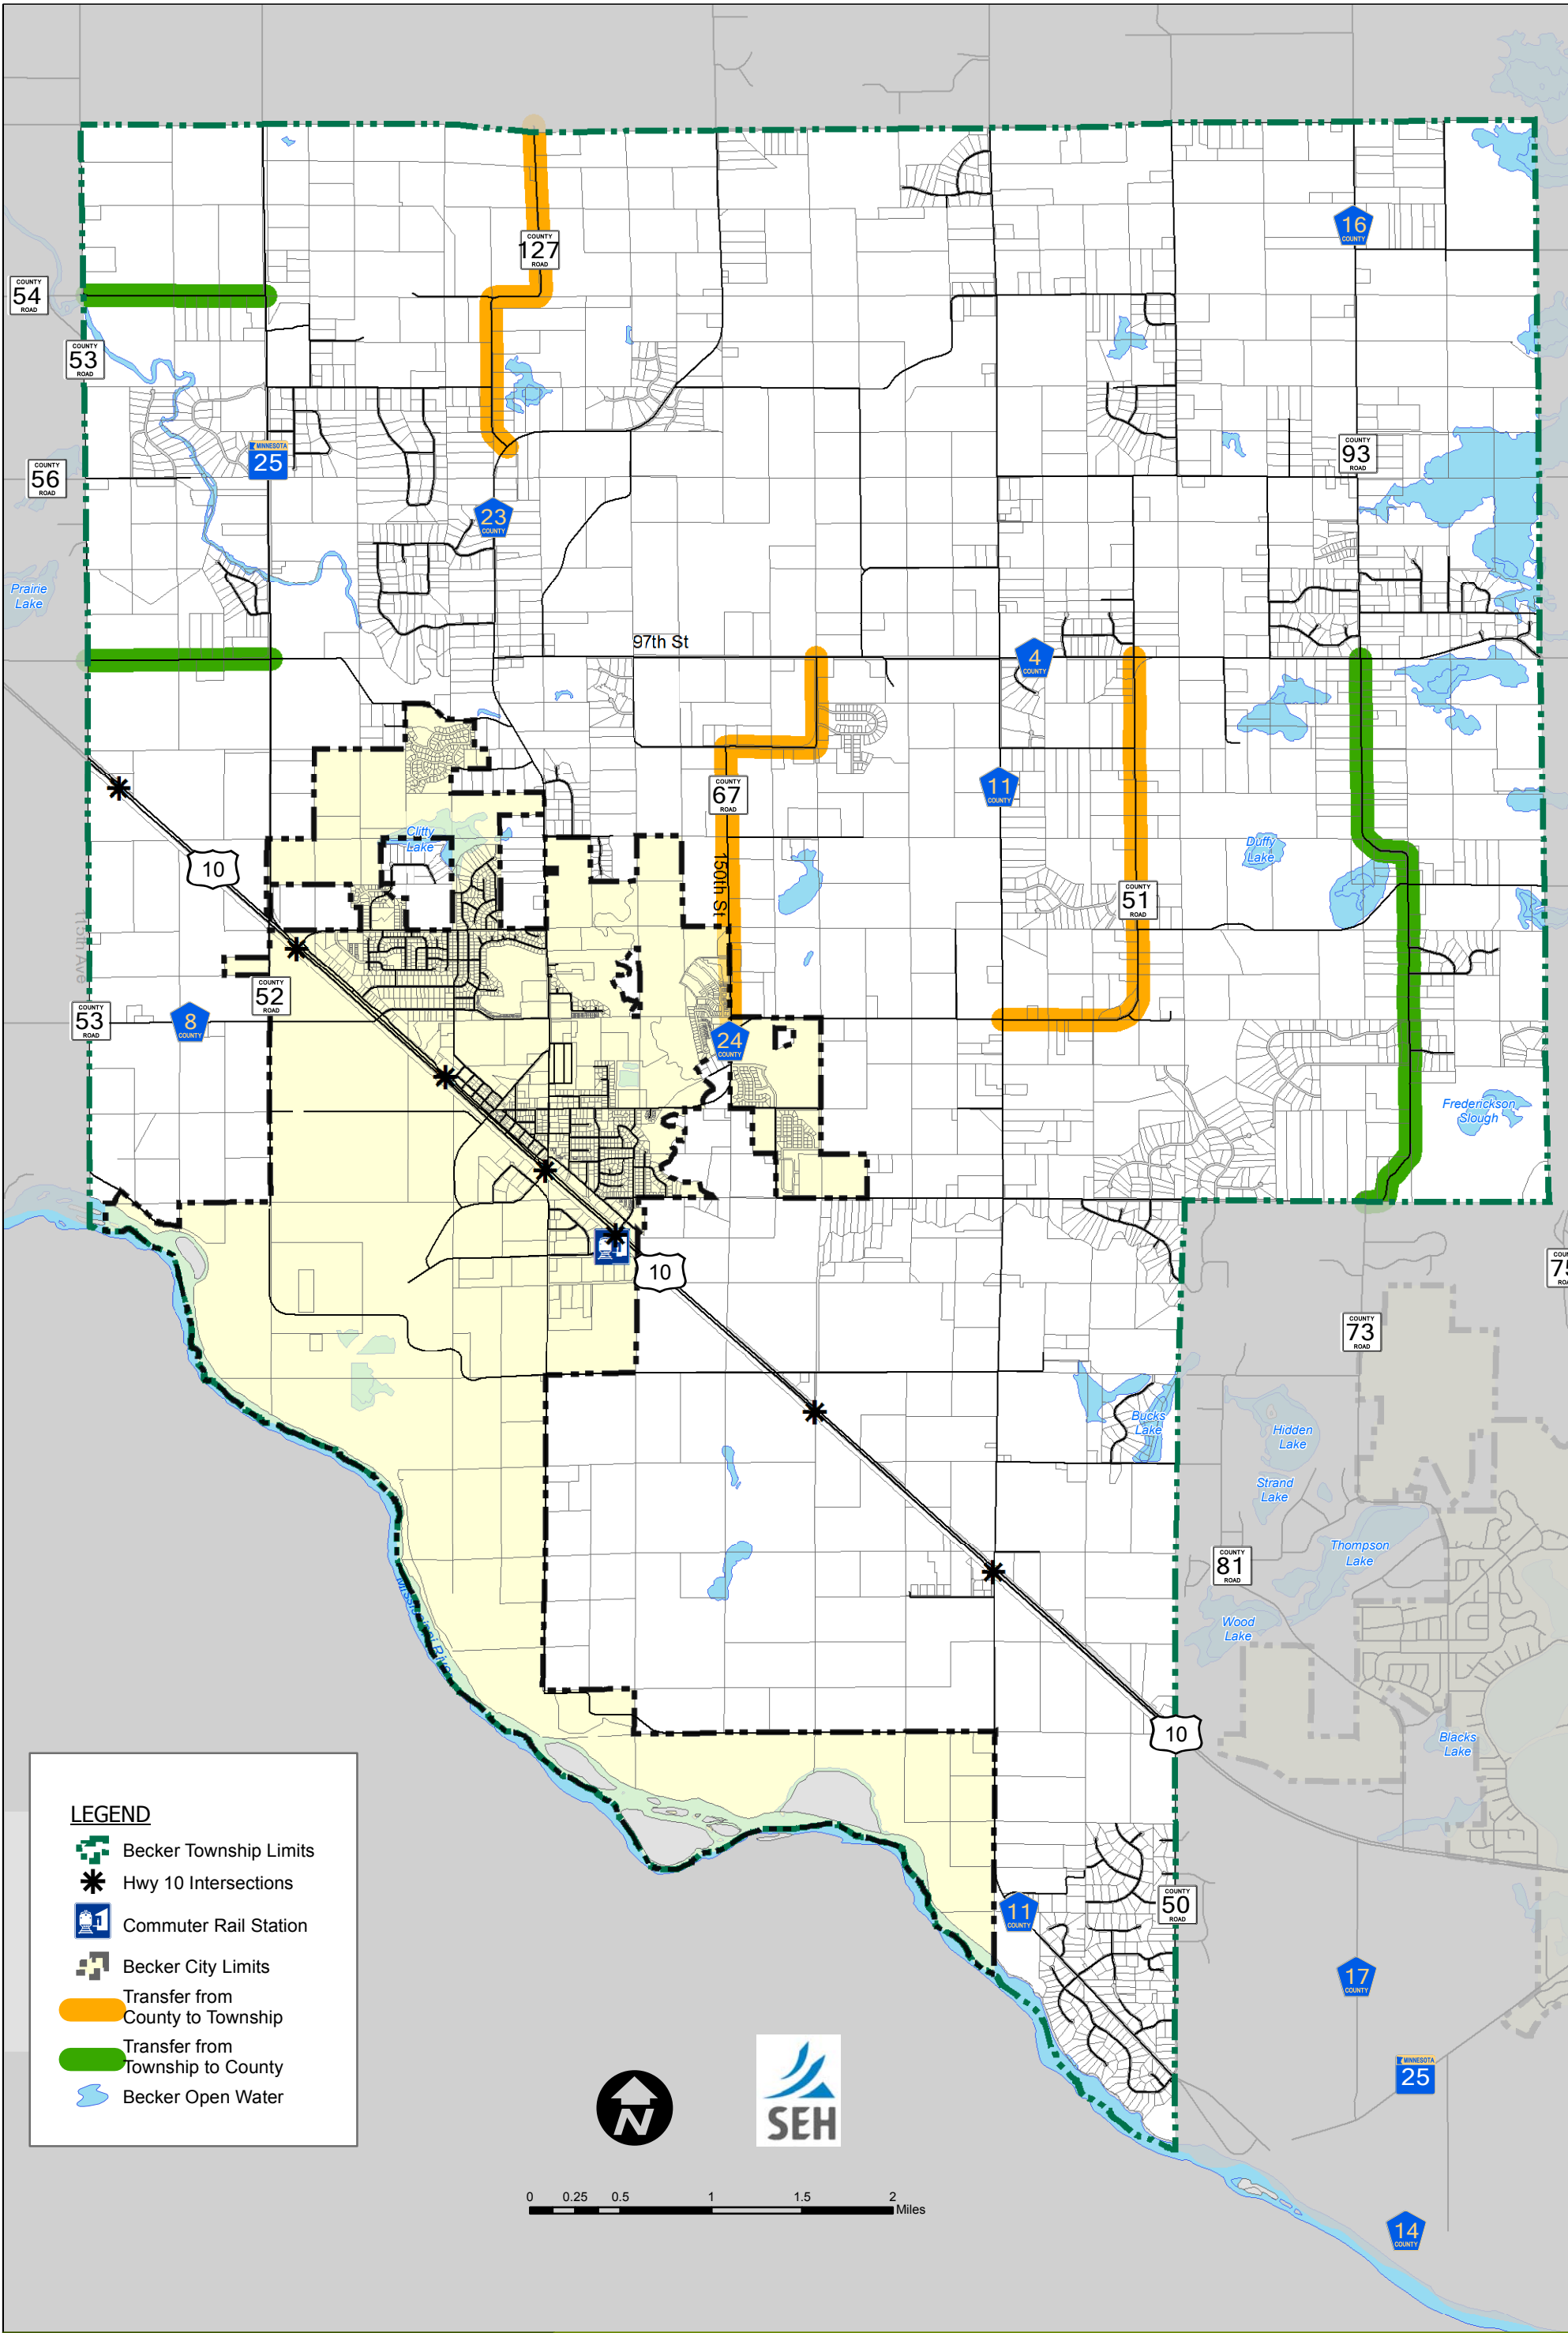 16
COUNTY
COUNTY
127
ROAD
COUNTY
54
ROAD
COUNTY
53
ROAD
MINNESOTA
25
COUNTY
56
ROAD
COUNTY
93
ROAD
23
COUNTY
Prairie
Lake
97th St
4
COUNTY
COUNTY
67
ROAD
11
COUNTY
Clitty
Lake
Duffy
Lake
10
150th St
COUNTY
51
ROAD
115th Ave
COUNTY
52
ROAD
COUNTY
53
ROAD
8
COUNTY
24
COUNTY
Frederickson
Slough
10
COUNTY
73
ROAD
Bucks
Lake
Hidden
Lake
Strand
Lake
Thompson
Lake
COUNTY
81
ROAD
Wood
Lake
Mississippi River
10
Blacks
Lake
COUNTY
50
ROAD
11
COUNTY
17
COUNTY
MINNESOTA
25
14
COUNTY
LEGEND
Becker Township Limits
Hwy 10 Intersections
Commuter Rail Station
Becker City Limits
Transfer from
County to Township
Transfer from
Township to County
Becker Open Water
N
SEH
0 0.25 0.5 1 1.5 2
Miles